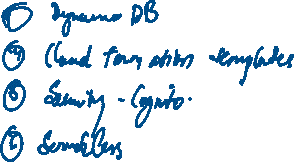 Dynamo DB
Cloud Formation templates
Security - Cognito.
Serverless